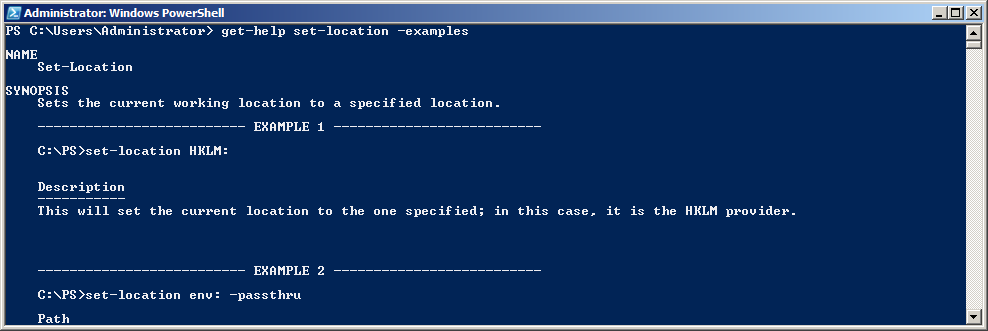 Administrator: Windows PowerShell
PS C:\Users\Administrator> get-help set-location -examples
NAME
Set-Location
SYNOPSIS
Sets the current working location to a specified location.
-------------------------- EXAMPLE 1 --------------------------
C:\PS>set-location HKLM:
Description
-----------
This will set the current location to the one specified; in this case, it is the HKLM provider.
-------------------------- EXAMPLE 2 --------------------------
C:\PS>set-location env: -passthru
Path